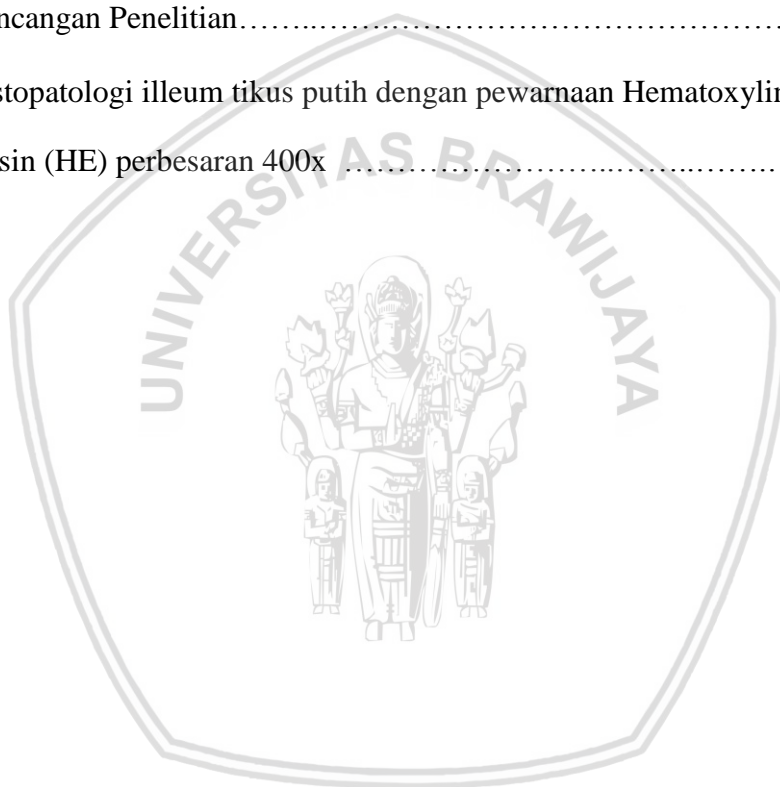 ncangan Penelitian……..……………………………………………
stopatologi illeum tikus putih dengan pewarnaan Hematoxylin
sin (HE) perbesaran 400x ……………………..……..…….
UNIVERSITAS BRAWIJAYA